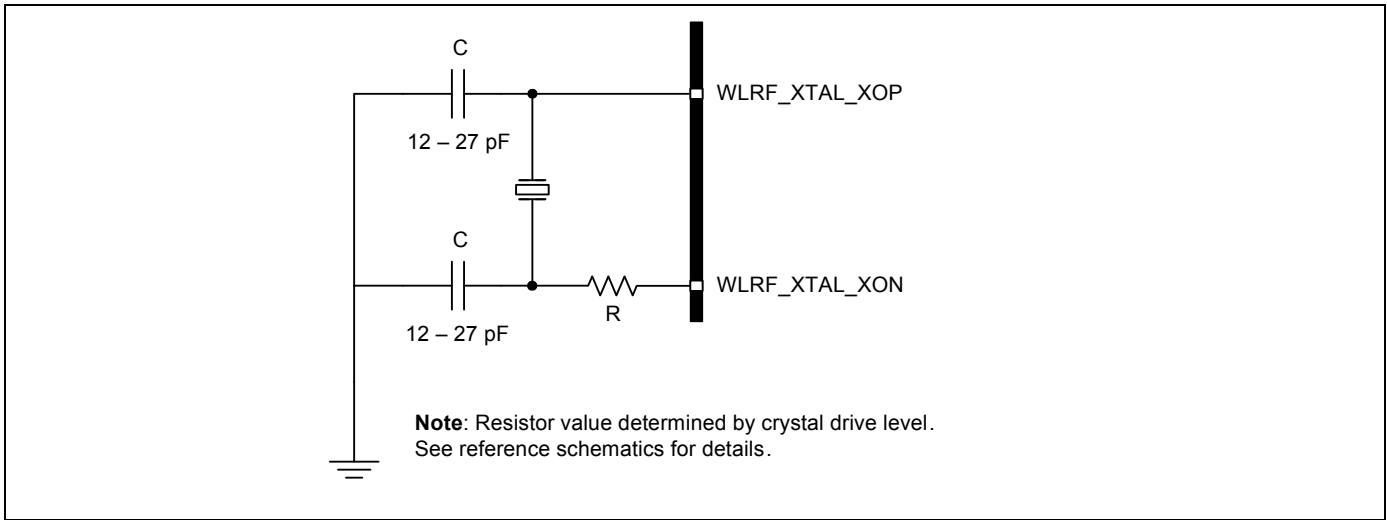 C
WLRF_XTAL_XOP
12 – 27 pF
C
WLRF_XTAL_XON
R
12 – 27 pF
Note: Resistor value determined by crystal drive level.
See reference schematics for details.